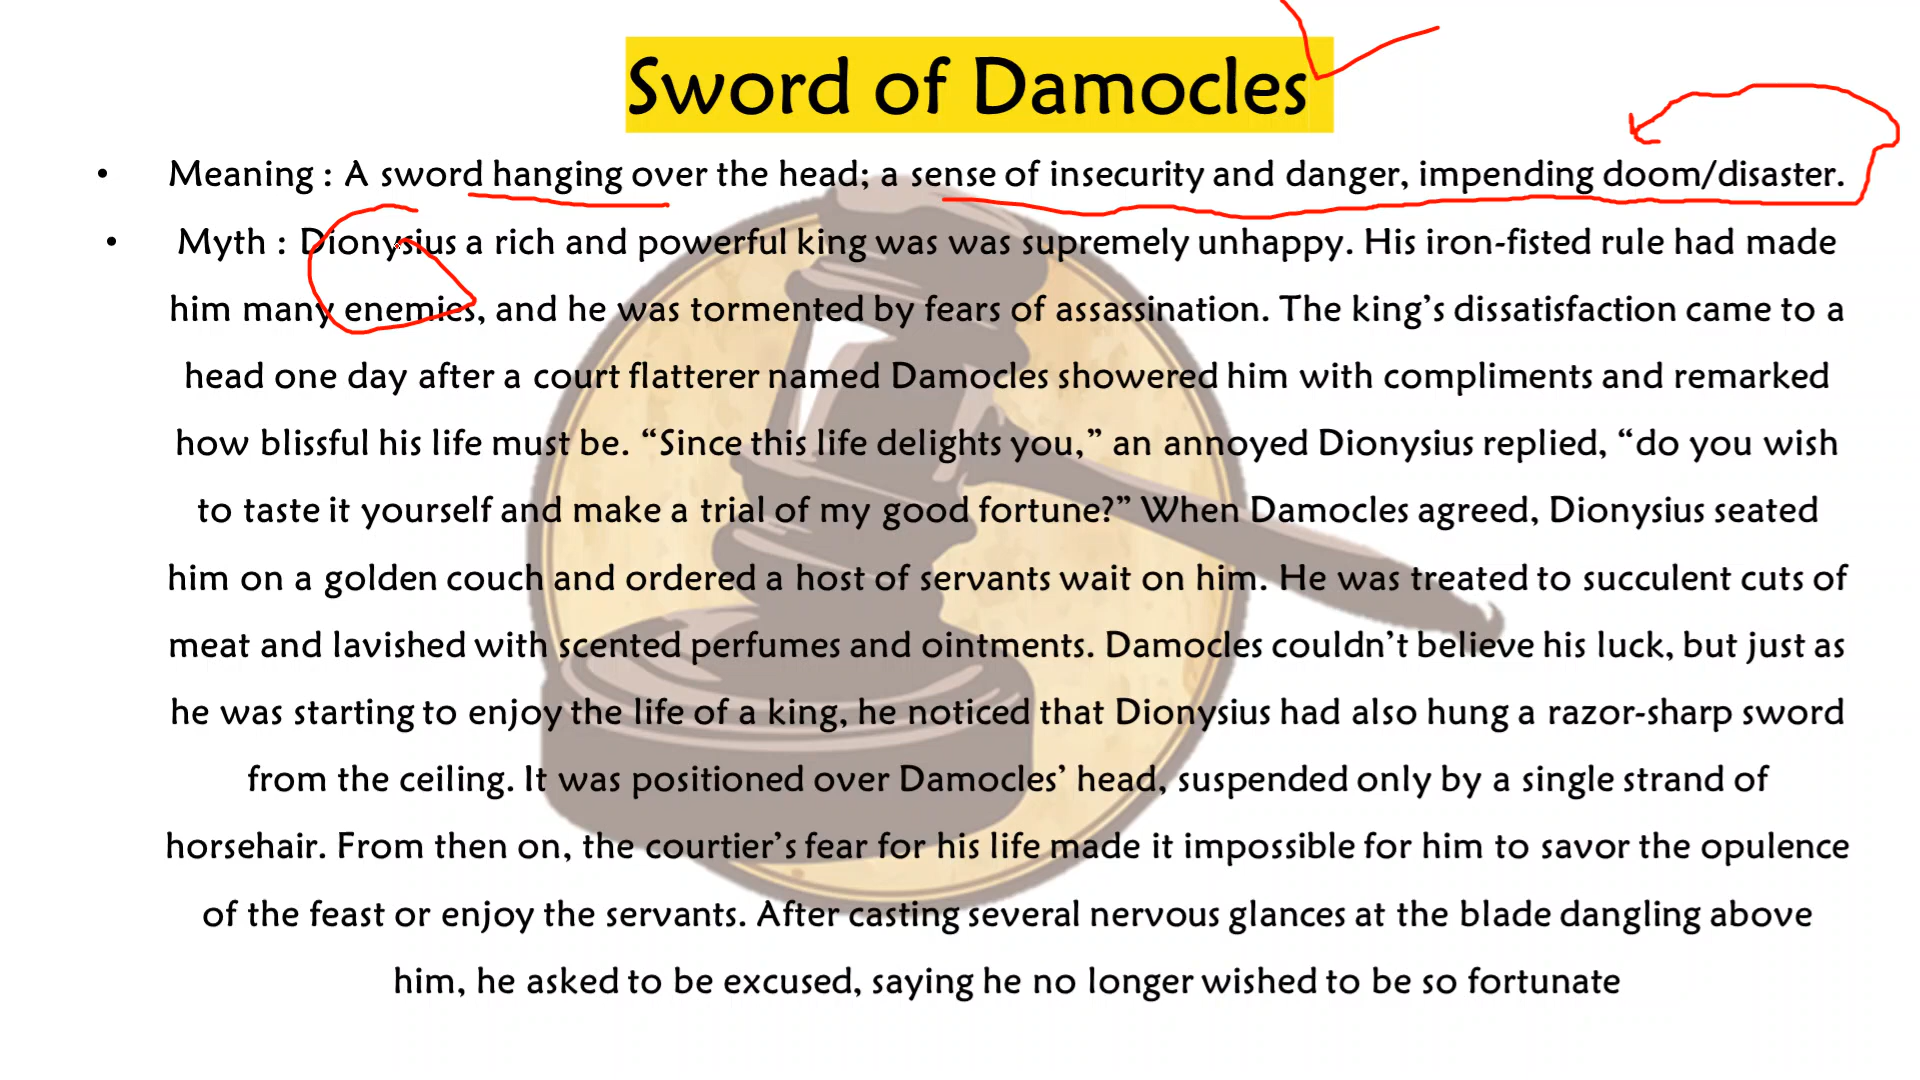 Sword of Damocles
• Meaning : A sword hanging over the head; a sense of insecurity and danger, impending doom/disaster.
• Myth : Dionysius a rich and powerful king was was supremely unhappy. His iron-fisted rule had made
him many enemies, and he was tormented by fears of assassination. The king’s dissatisfaction came to a
head one day after a court flatterer named Damocles showered him with compliments and remarked
how blissful his life must be. “Since this life delights you,” an annoyed Dionysius replied, “do you wish
to taste it yourself and make a trial of my good fortune?” When Damocles agreed, Dionysius seated
him on a golden couch and ordered a host of servants wait on him. He was treated to succulent cuts of
meat and lavished with scented perfumes and ointments. Damocles couldn’t believe his luck, but just as
he was starting to enjoy the life of a king, he noticed that Dionysius had also hung a razor-sharp sword
from the ceiling. It was positioned over Damocles’ head, suspended only by a single strand of
horsehair. From then on, the courtier’s fear for his life made it impossible for him to savor the opulence
of the feast or enjoy the servants. After casting several nervous glances at the blade dangling above
him, he asked to be excused, saying he no longer wished to be so fortunate